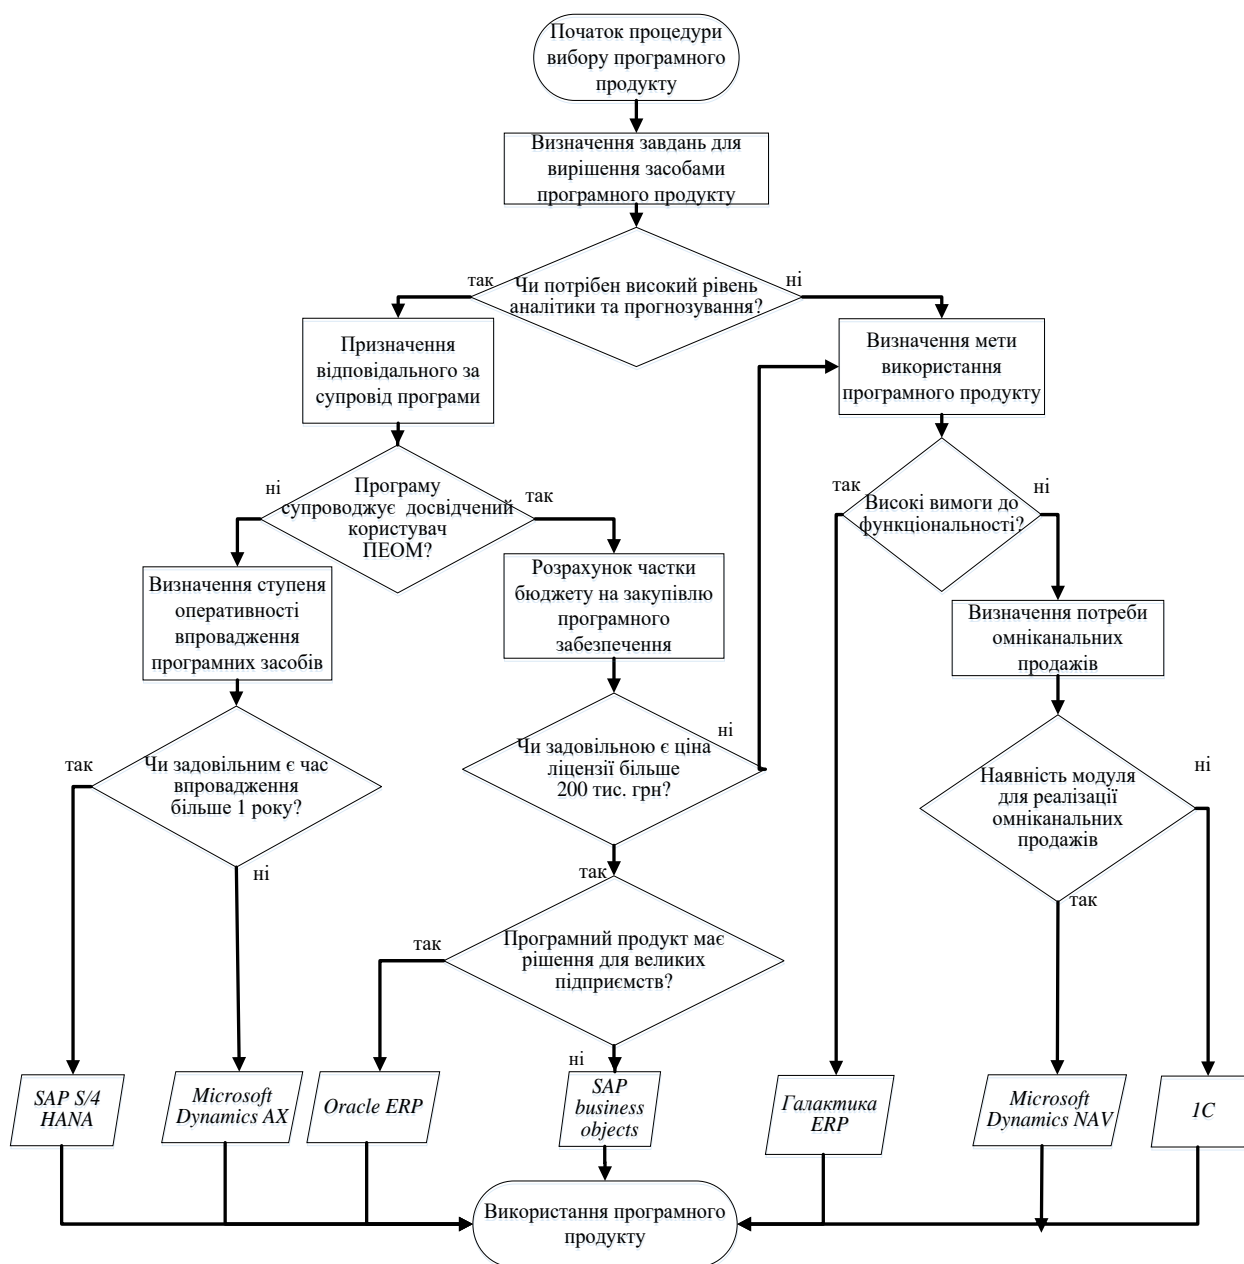 Початок процедури
вибору програмного
продукту
Визначення завдань для
вирішення засобами
програмного продукту
так
Чи потрібен високий рівень
аналітики та прогнозування?
ні
Призначення
відповідального за
супровід програми
Визначення мети
використання
програмного продукту
ні
Програму
супроводжує досвідчений
користувач
ПЕОМ?
так
так
Високі вимоги до
функціональності?
ні
Визначення ступеня
оперативності
впровадження
програмних засобів
Розрахунок частки
бюджету на закупівлю
програмного
забезпечення
Визначення потреби
омніканальних
продажів
так
Чи задовільним є час
впровадження
більше 1 року?
ні
Чи задовільною є ціна
ліцензії більше
200 тис. грн?
ні
так
Наявність модуля
для реалізації
омніканальних
продажів
ні
так
так
Програмний продукт має
рішення для великих
підприємств?
ні
SAP S/4
HANA
Microsoft
Dynamics AX
Oracle ERP
SAP
business
objects
Галактика
ERP
Microsoft
Dynamics NAV
1C
Використання програмного
продукту